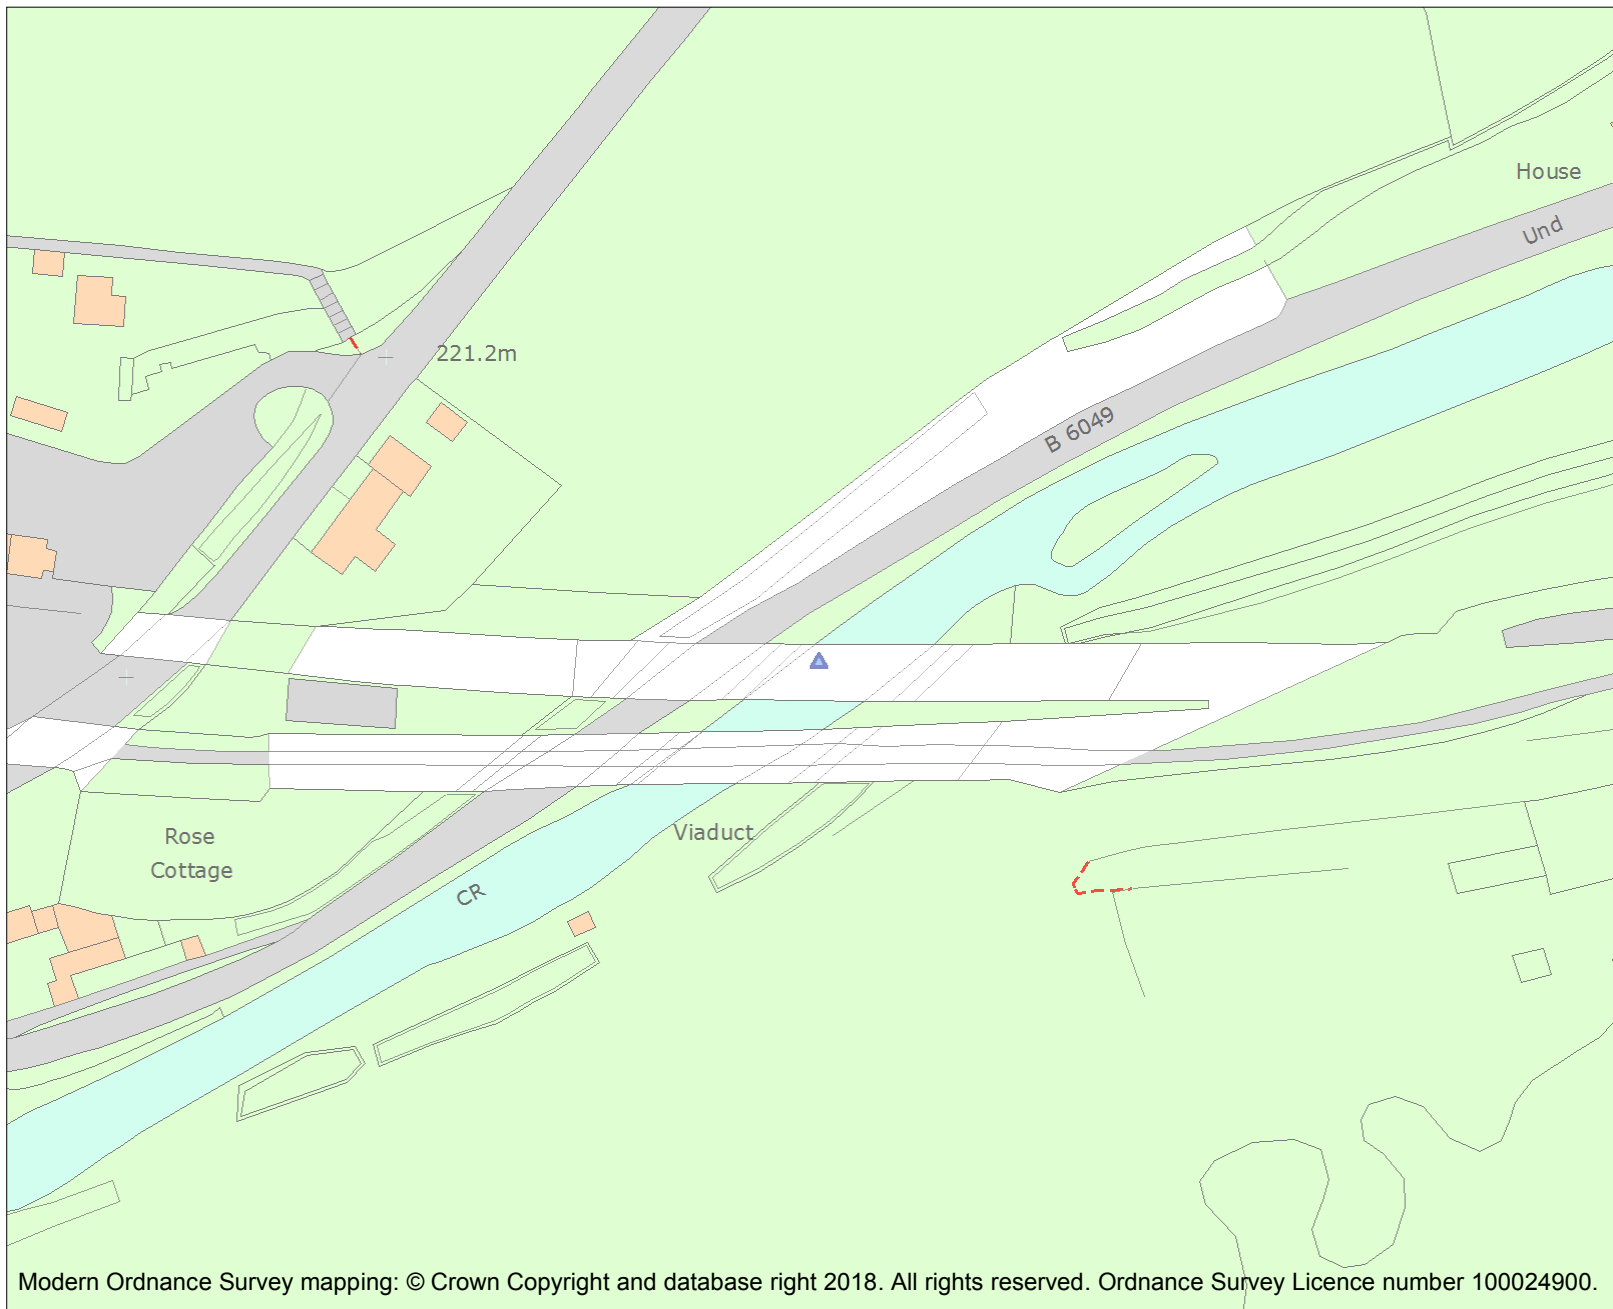 House
Und
221.2m
B 6049
Viaduct
Rose
Cottage
CR
Modern Ordnance Survey mapping: © Crown Copyright and database right 2018. All rights reserved. Ordnance Survey Licence number 100024900.